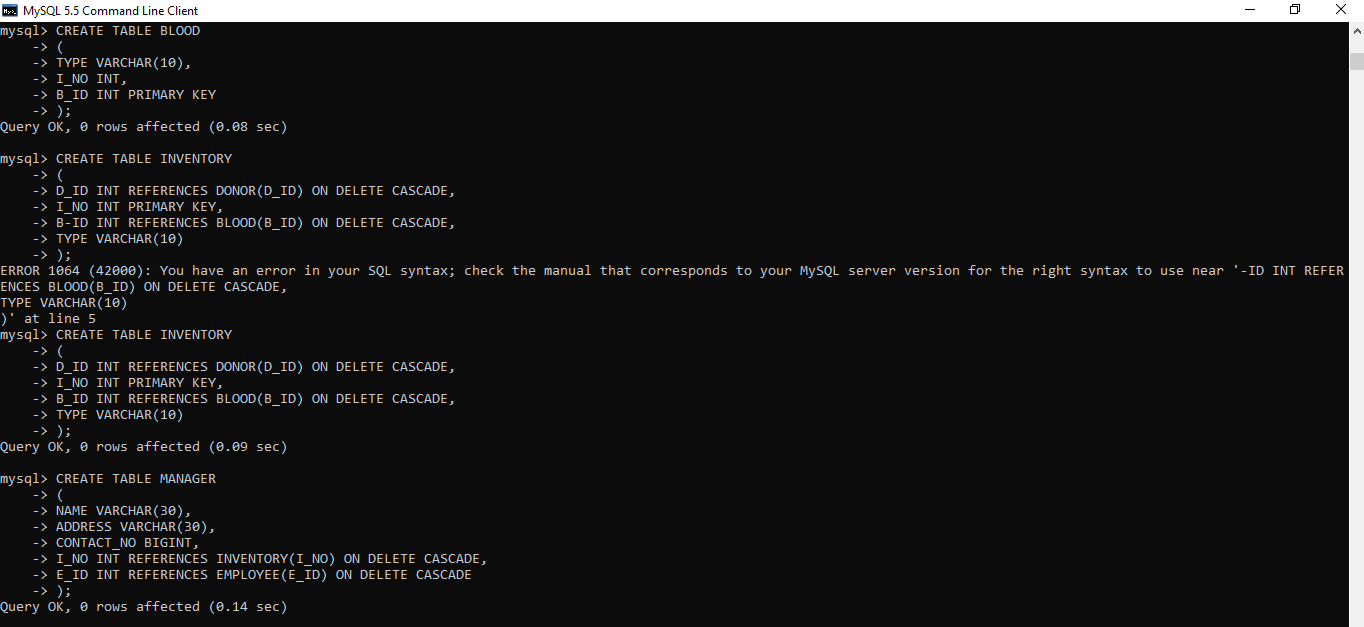 MySQL 5.5 Command Line Client
mysql> CREATE TABLE BLOOD
    -> (
    -> TYPE VARCHAR(10),
    -> I_NO INT,
    -> B_ID INT PRIMARY KEY
    -> );
Query OK, 0 rows affected (0.08 sec)

mysql> CREATE TABLE INVENTORY
    -> (
    -> D_ID INT REFERENCES DONOR(D_ID) ON DELETE CASCADE,
    -> I_NO INT PRIMARY KEY,
    -> B-ID INT REFERENCES BLOOD(B_ID) ON DELETE CASCADE,
    -> TYPE VARCHAR(10)
    -> );
ERROR 1064 (42000): You have an error in your SQL syntax; check the manual that corresponds to your MySQL server version for the right syntax to use near '-ID INT REFER
ENCES BLOOD(B_ID) ON DELETE CASCADE,
TYPE VARCHAR(10)
)' at line 5
mysql> CREATE TABLE INVENTORY
    -> (
    -> D_ID INT REFERENCES DONOR(D_ID) ON DELETE CASCADE,
    -> I_NO INT PRIMARY KEY,
    -> B_ID INT REFERENCES BLOOD(B_ID) ON DELETE CASCADE,
    -> TYPE VARCHAR(10)
    -> );
Query OK, 0 rows affected (0.09 sec)

mysql> CREATE TABLE MANAGER
    -> (
    -> NAME VARCHAR(30),
    -> ADDRESS VARCHAR(30),
    -> CONTACT_NO BIGINT,
    -> I_NO INT REFERENCES INVENTORY(I_NO) ON DELETE CASCADE,
    -> E_ID INT REFERENCES EMPLOYEE(E_ID) ON DELETE CASCADE
    -> );
Query OK, 0 rows affected (0.14 sec)